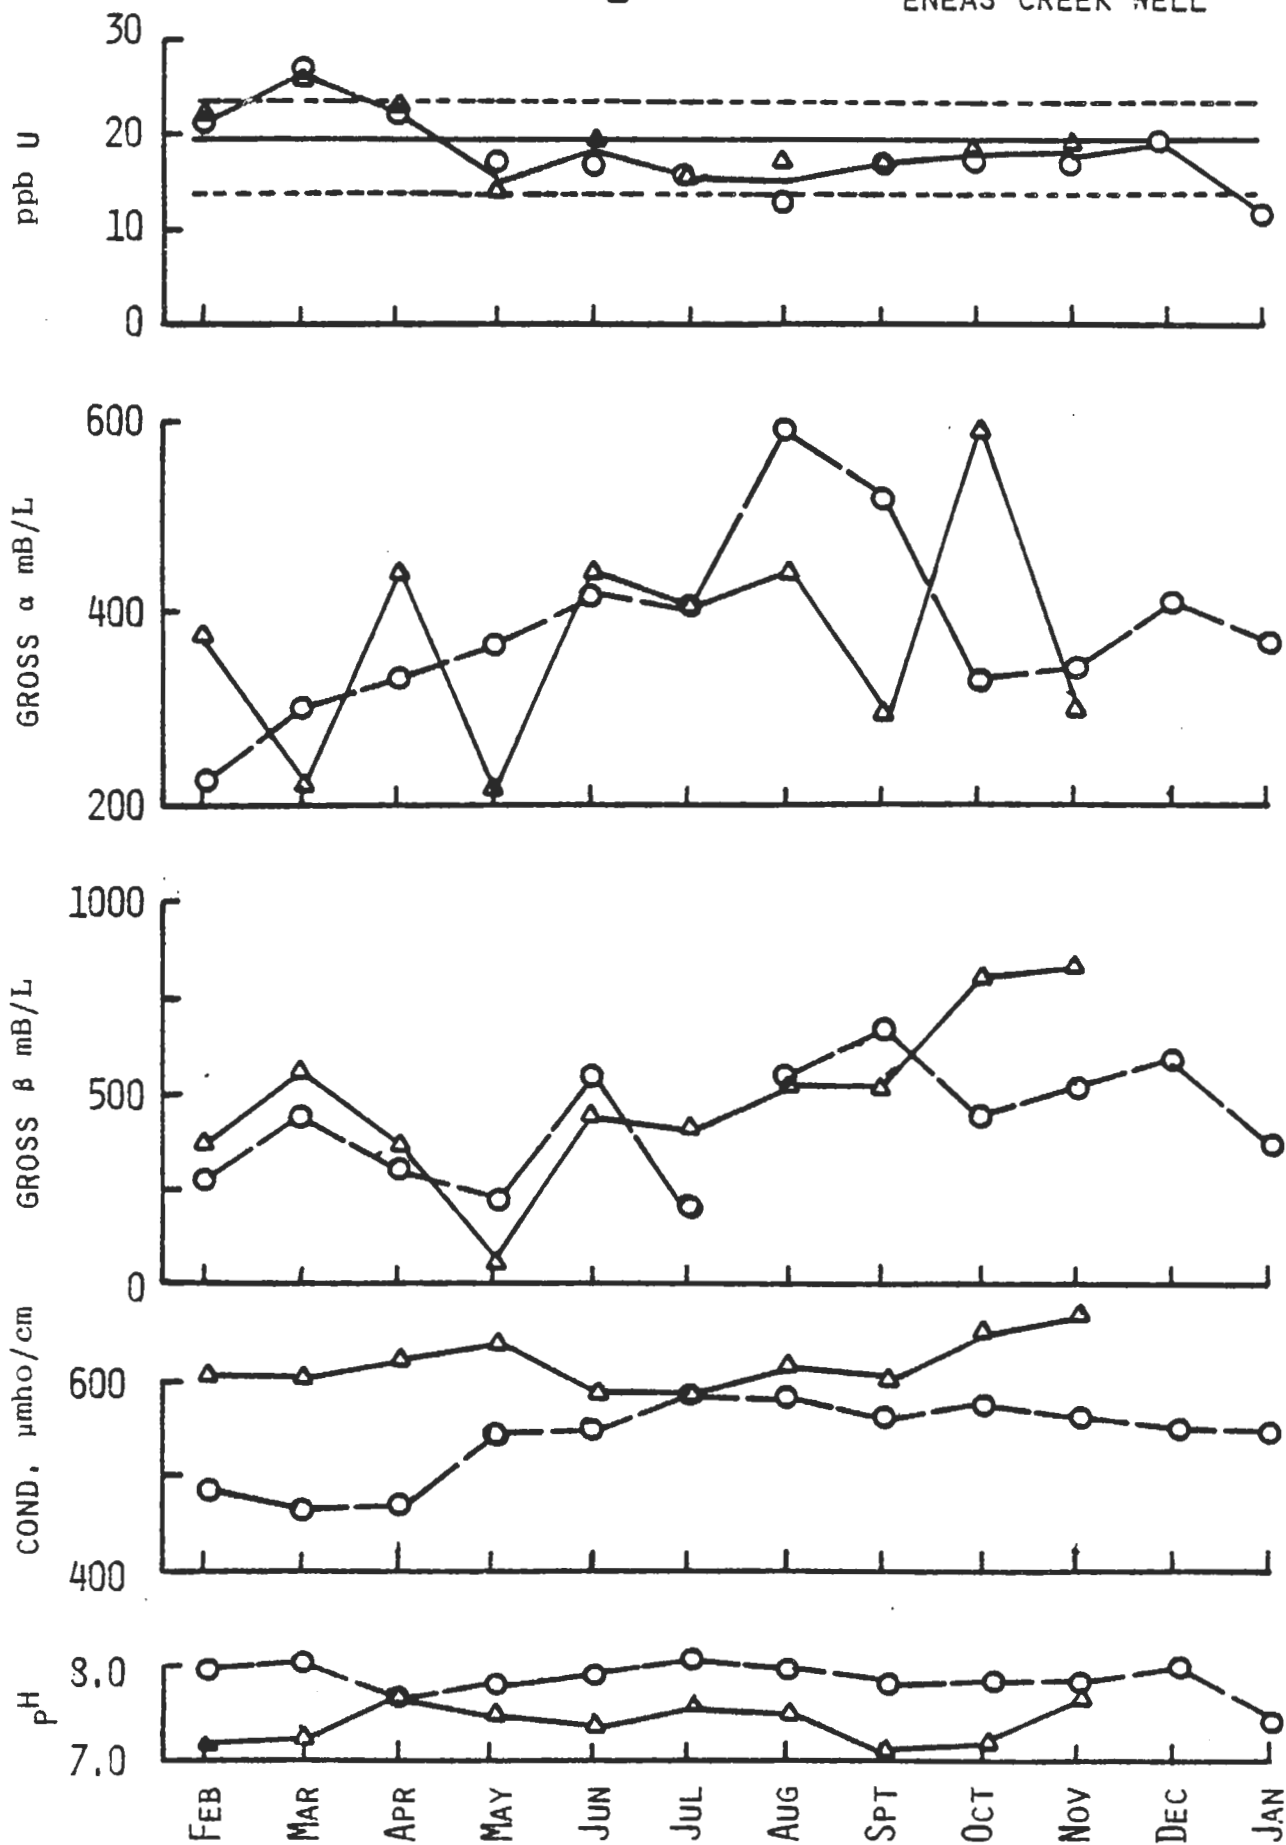 ENEAS CREEK WELL
30
20
10
0
ppb U
600
400
200
GROSS α mB/L
1000
500
0
GROSS β mB/L
600
400
COND. µmho/cm
8.0
7.0
pH
FEB MAR APR MAY JUN JUL AUG SPT OCT NOV DEC JAN